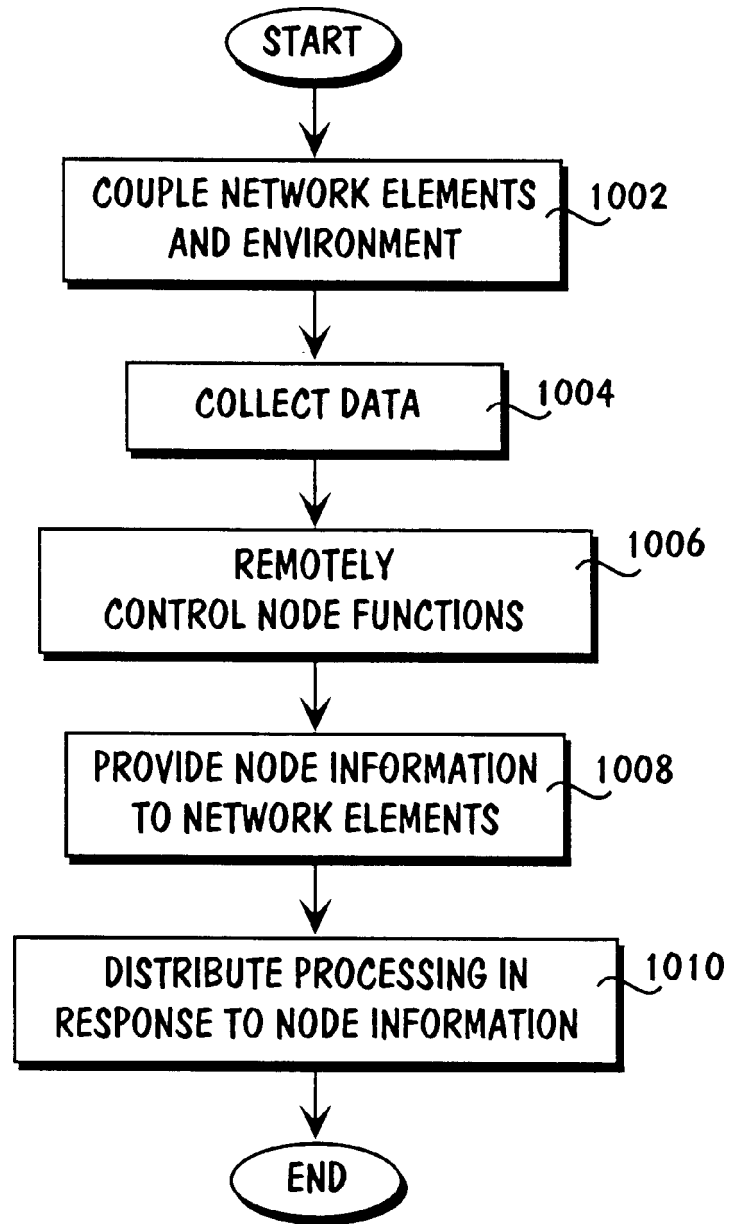 START
COUPLE NETWORK ELEMENTS
AND ENVIRONMENT
1002
COLLECT DATA
1004
REMOTELY
CONTROL NODE FUNCTIONS
1006
PROVIDE NODE INFORMATION
TO NETWORK ELEMENTS
1008
DISTRIBUTE PROCESSING IN
RESPONSE TO NODE INFORMATION
1010
END